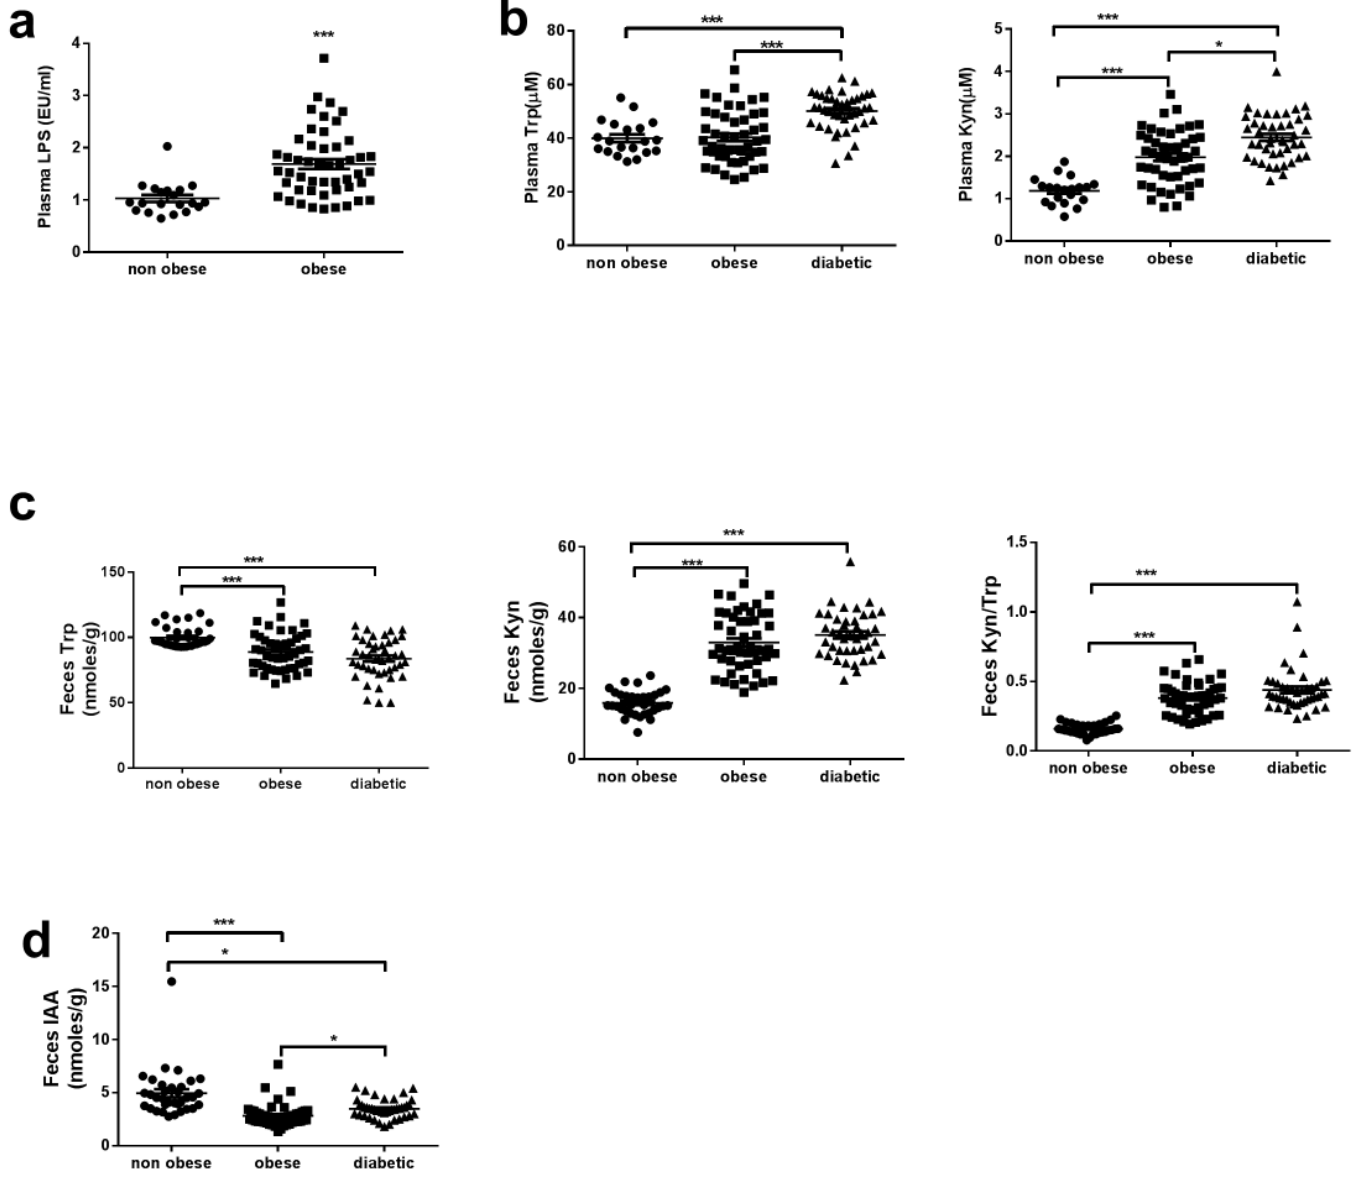 a
Plasma LPS (EU/ml)
4
3
2
1
0
***
non obese
obese
b
Plasma Trp(μM)
80
60
40
20
0
***
***
non obese
obese
diabetic
Plasma Kyn(μM)
5
4
3
2
1
0
***
*
***
non obese
obese
diabetic
c
Feces Trp
(nmoles/g)
150
100
50
0
***
***
non obese
obese
diabetic
Feces Kyn
(nmoles/g)
60
40
20
0
***
***
non obese
obese
diabetic
Feces Kyn/Trp
1.5
1.0
0.5
0.0
***
***
non obese
obese
diabetic
d
Feces IAA
(nmoles/g)
20
15
10
5
0
***
*
*
non obese
obese
diabetic